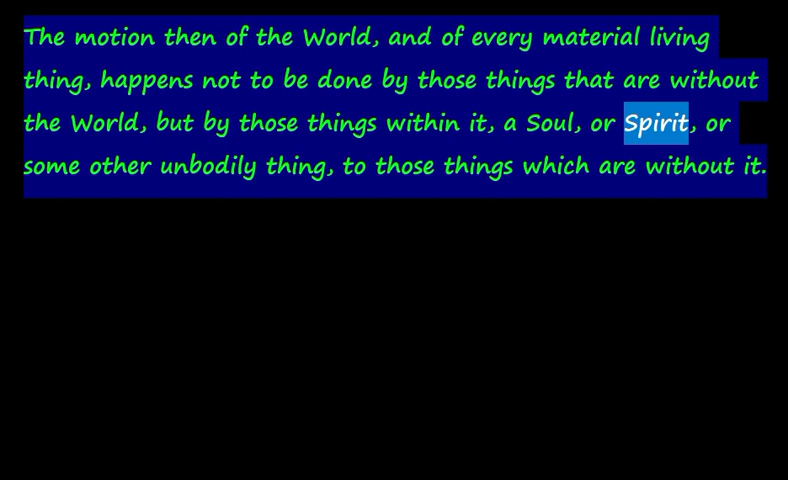 The motion then of the World, and of every material living
thing, happens not to be done by those things that are without
the World, but by those things within it, a Soul, or Spirit, or
some other unbodily thing, to those things which are without it.